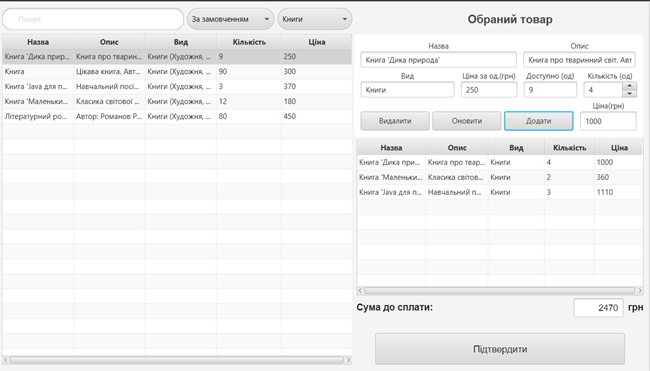 Пошук
За замовченням
Книги
Назва Опис Вид Кількість Ціна
Книга 'Дика прир... Книга про тварин... Книги (Художня, ... 9 250
Книга Цікава книга. Авт... Книги (Художня, ... 90 300
Книга 'Java для п... Навчальний посі... Книги (Художня, ... 3 370
Книга "Маленьки... Класика світової ... Книги (Художня, ... 12 180
Літературний ро... Автор: Романов Р... Книги (Художня, ... 80 450
Обраний товар
Назва Опис
Книга 'Дика природа' Книга про тваринний світ. Авт
Вид Ціна за од.(грн) Доступно (од) Кількість (од)
Книги 250 9 4
Ціна(грн)
Видалити Оновити Додати 1000
Назва Опис Вид Кількість Ціна
Книга 'Дика при... Книга про твар... Книги 4 1000
Книга "Маленьк... Класика світов... Книги 2 360
Книга 'Java для п... Навчальний п... Книги 3 1110
Сума до сплати: 2470 грн
Підтвердити